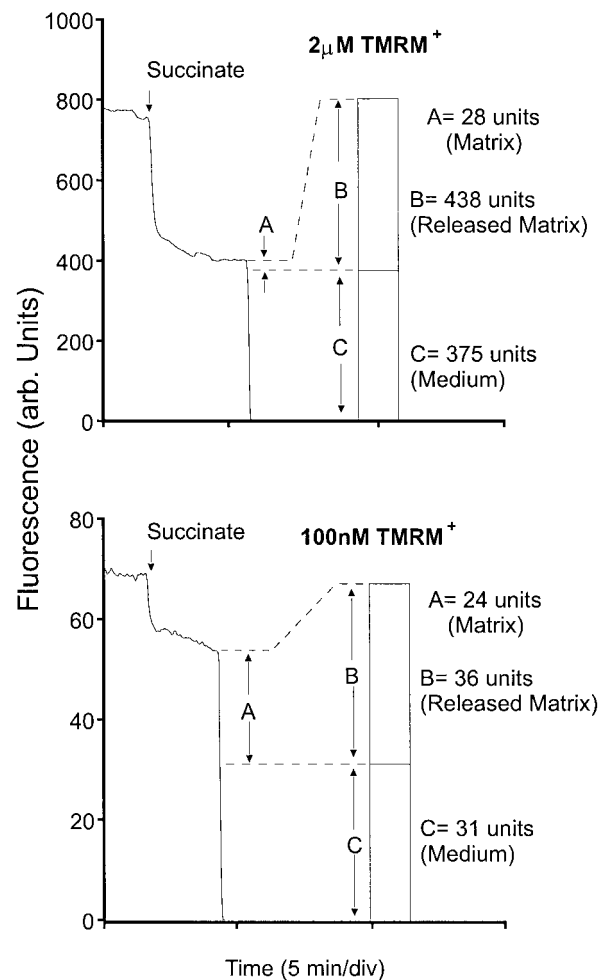 Fluorescence (arb. Units)
1000
800
600
400
200
0
Succinate
2μM TMRM+
A
B
C
A= 28 units
(Matrix)
B= 438 units
(Released Matrix)
C= 375 units
(Medium)
80
60
40
20
0
Succinate
100nM TMRM+
A
B
C
A= 24 units
(Matrix)
B= 36 units
(Released Matrix)
C= 31 units
(Medium)
Time (5 min/div)